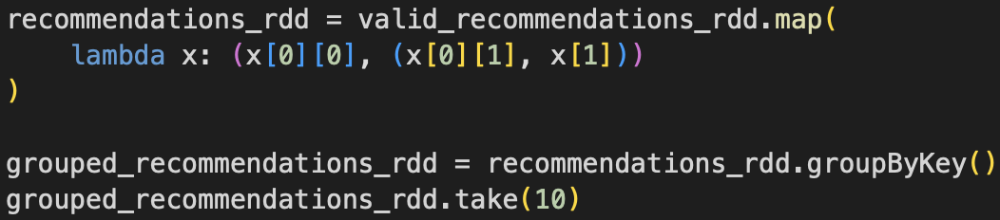 recommendations_rdd = valid_recommendations_rdd.map(
    lambda x: (x[0][0], (x[0][1], x[1]))
)
grouped_recommendations_rdd = recommendations_rdd.groupByKey()
grouped_recommendations_rdd.take(10)